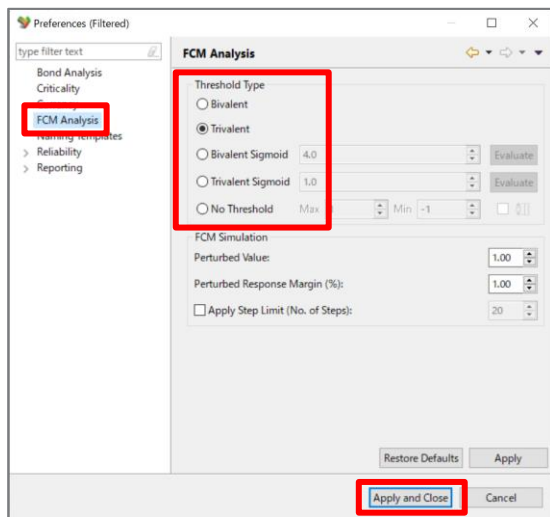 Preferences (Filtered)
type filter text
FCM Analysis
Bond Analysis
Criticality
FCM Analysis
Naming Templates
Reliability
Reporting
Threshold Type
Bivalent
Trivalent
Bivalent Sigmoid 4.0 Evaluate
Trivalent Sigmoid 1.0 Evaluate
No Threshold Max Min -1
FCM Simulation
Perturbed Value: 1.00
Perturbed Response Margin (%): 1.00
Apply Step Limit (No. of Steps): 20
Restore Defaults Apply
Apply and Close Cancel